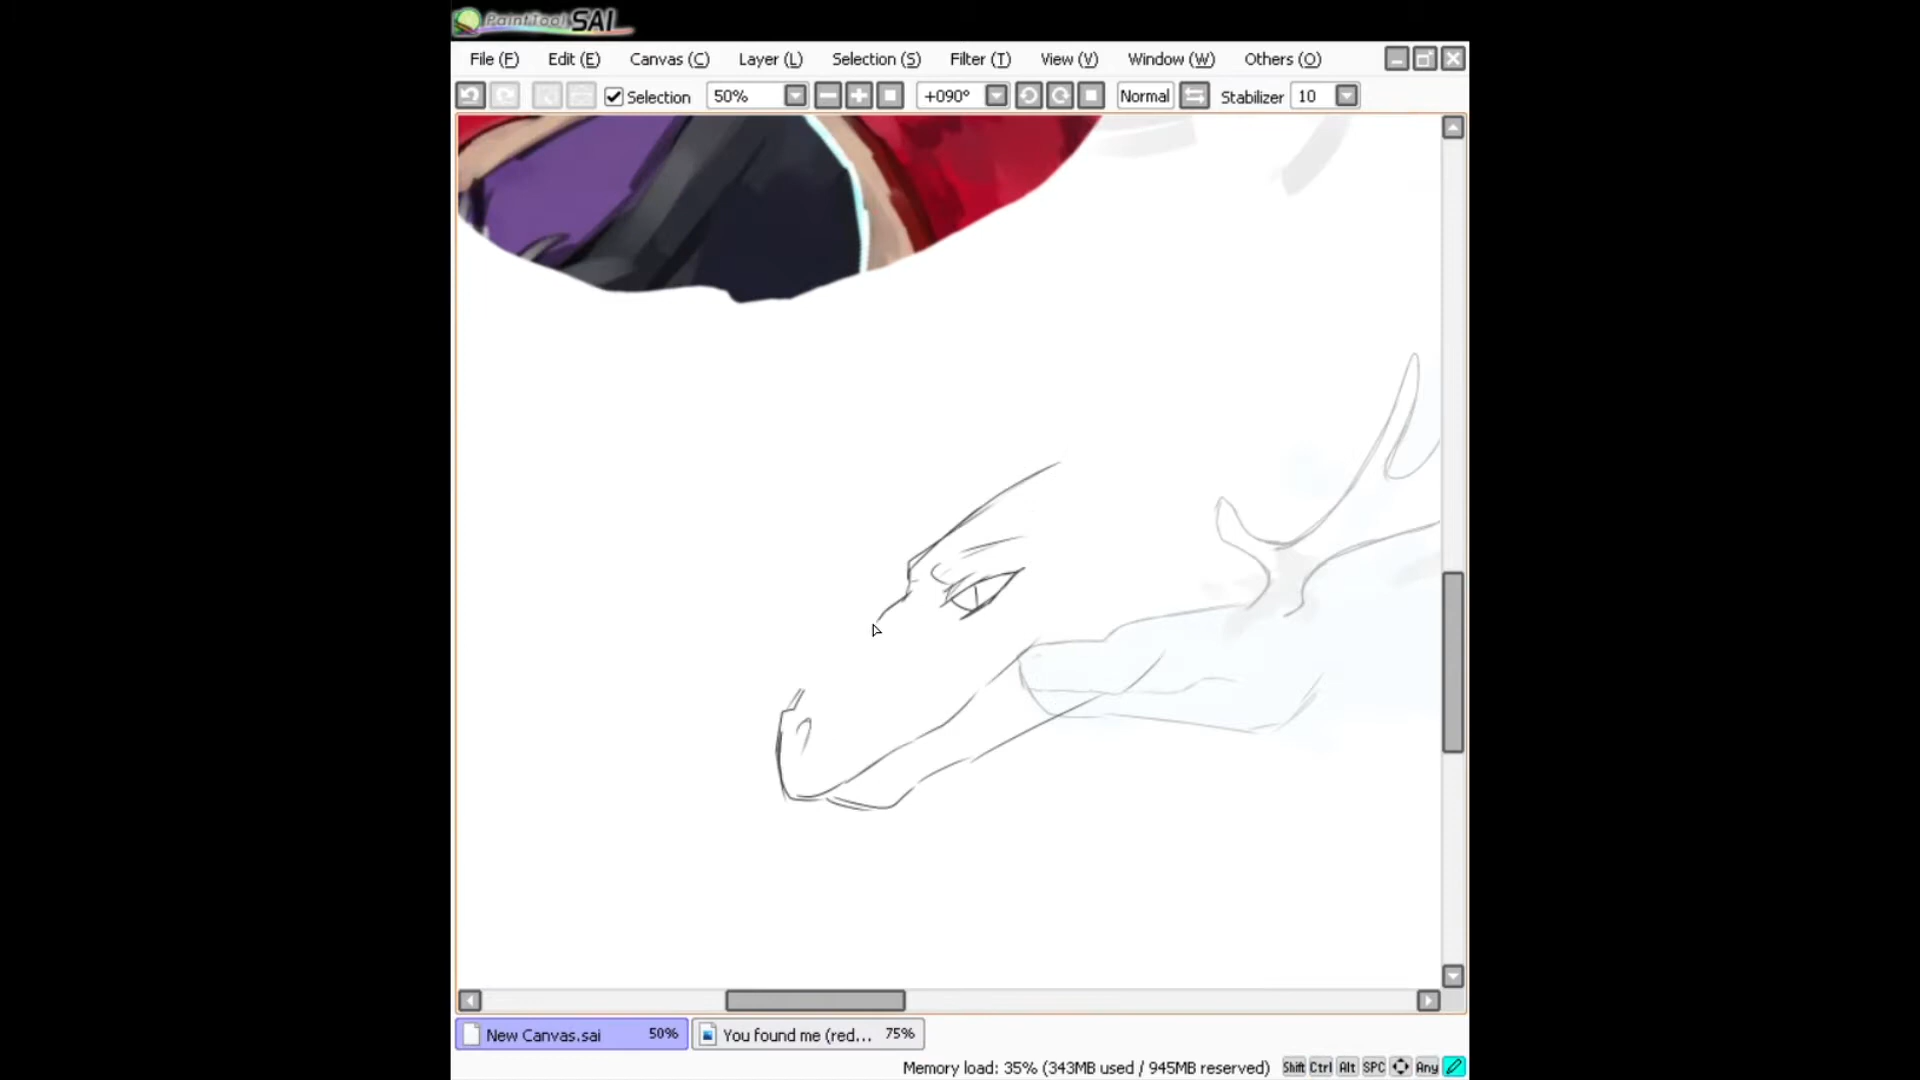 PaintTool SAI
File (F) Edit (E) Canvas (C) Layer (L) Selection (S) Filter (T) View (V) Window (W) Others (O)
Selection 50% +090° Normal Stabilizer 10
New Canvas.sai 50% You found me (red... 75%
Memory load: 35% (343MB used / 945MB reserved) Shift Ctrl Alt SPC Any